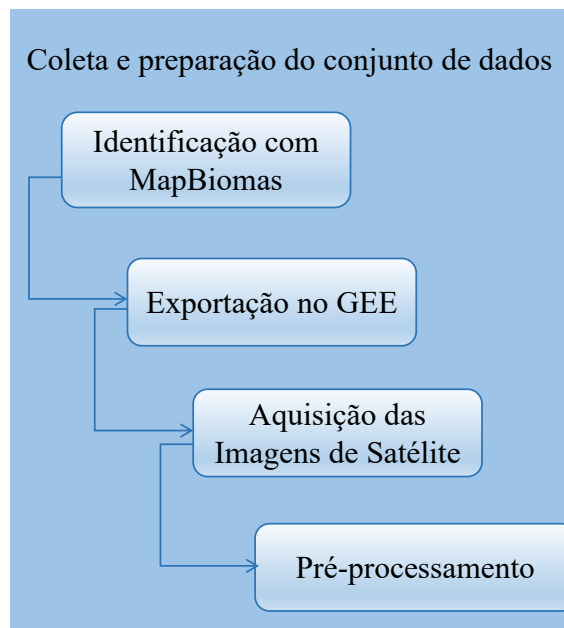 Coleta e preparação do conjunto de dados
Identificação com
MapBiomas
Exportação no GEE
Aquisição das
Imagens de Satélite
Pré-processamento